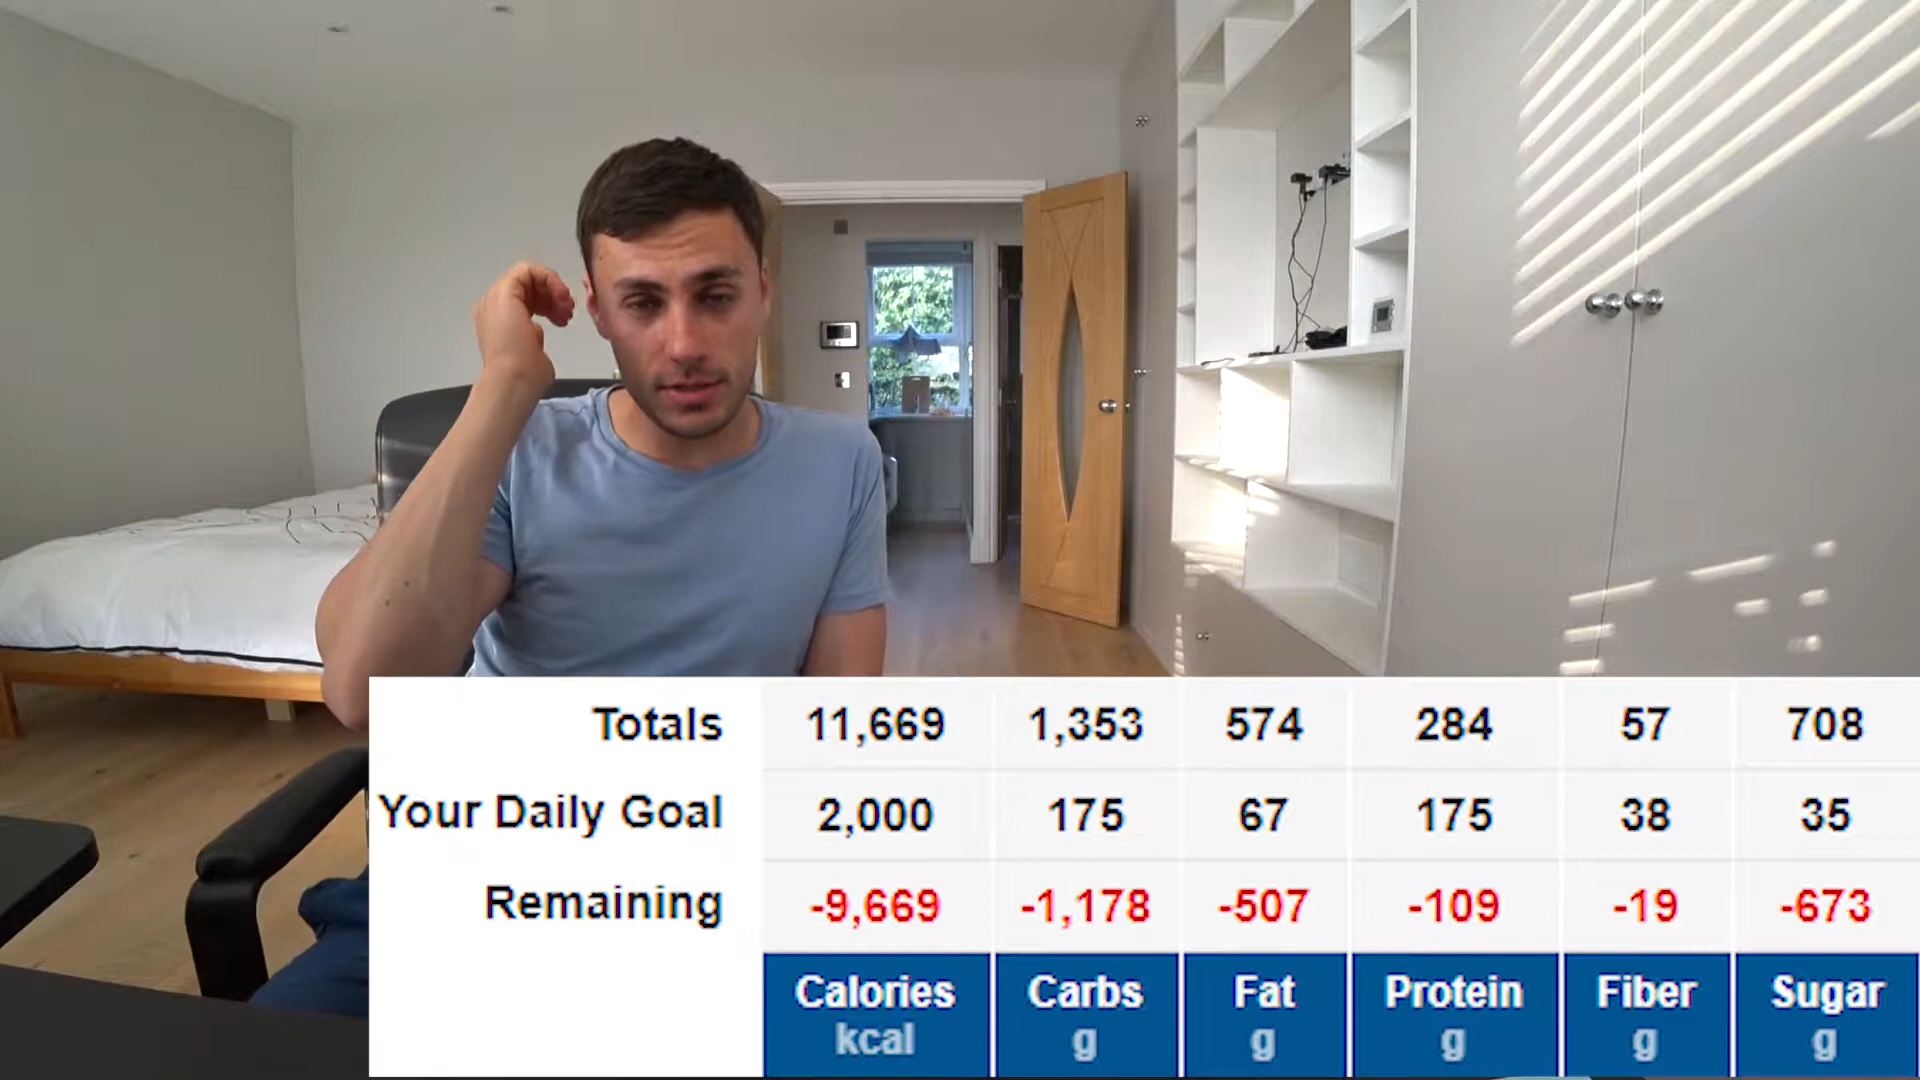 Totals 11,669 1,353 574 284 57 708
Your Daily Goal 2,000 175 67 175 38 35
Remaining -9,669 -1,178 -507 -109 -19 -673
Calories Carbs Fat Protein Fiber Sugar
kcal g g g g g